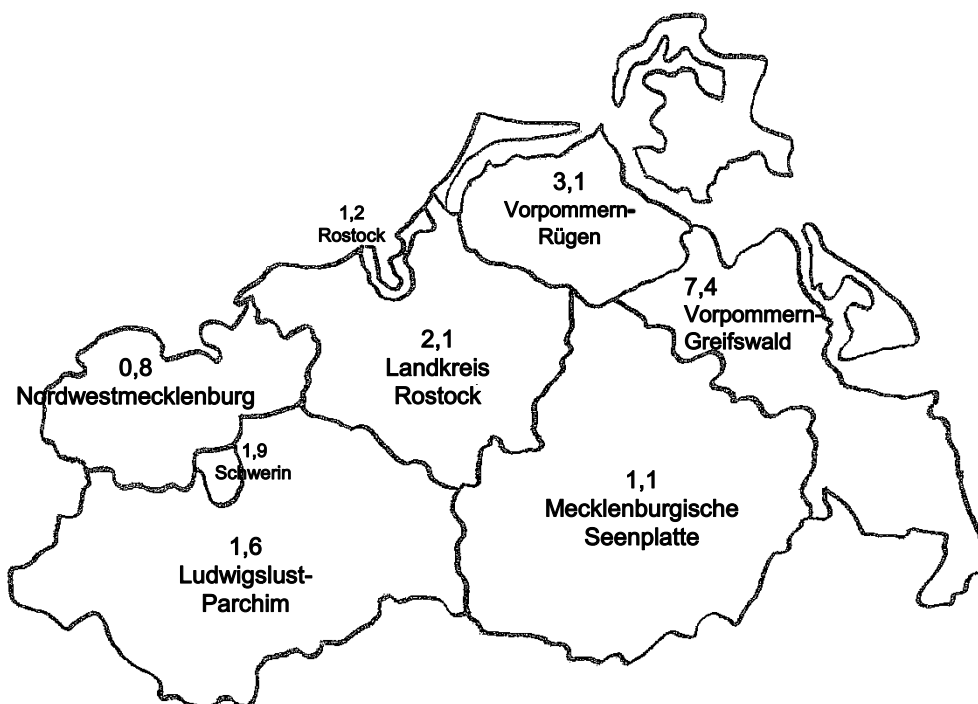 3,1
Vorpommern-
Rügen
1,2
Rostock
7,4
Vorpommern-
Greifswald
2,1
Landkreis
Rostock
0,8
Nordwestmecklenburg
1,9
Schwerin
1,1
Mecklenburgische
Seenplatte
1,6
Ludwigslust-
Parchim